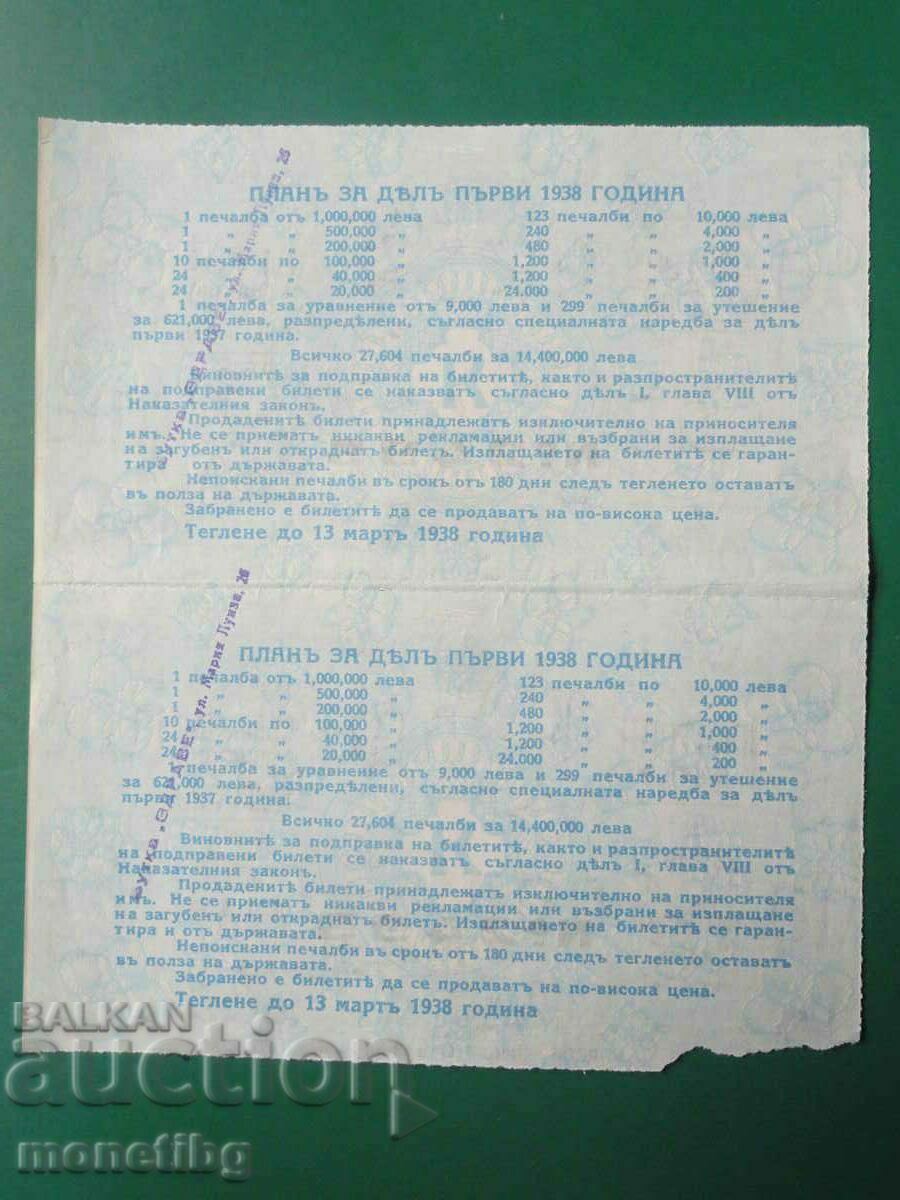 ПЛАНЪ ЗА ДѢЛЪ ПЪРВИ 1938 ГОДИНА
1 печалба отъ 1,000,000 лева 123 печалби по 10,000 лева
1 „ „ 500,000 „ 240 „ „ 4,000 „
1 „ „ 200,000 „ 480 „ „ 2,000 „
10 печалби по 100,000 „ 1,200 „ „ 1,000 „
24 „ „ 40,000 „ 1,200 „ „ 400 „
24 „ „ 20,000 „ 24.000 „ „ 200 „
1 печалба за уравнение отъ 9,000 лева и 299 печалби за утешение
за 621,000 лева, разпредѣлени, съгласно специалната наредба за дѣлъ
първи 1937 година.
Всичко 27,604 печалби за 14,400,000 лева
Виновнитѣ за подправка на билетитѣ, както и разпространителитѣ
на подправени билети се наказватъ съгласно дѣлъ I, глава VIII отъ
Наказателния законъ.
Продаденитѣ билети принадлежатъ изключително на приносителя
имъ. Не се приематъ никакви рекламации или възбрани за изплащане
на загубенъ или откраднатъ билетъ. Изплащането на билетитѣ се гаран-
тира отъ държавата.
Непоискани печалби въ срокъ отъ 180 дни следъ тегленето оставатъ
въ полза на държавата.
Забранено е билетитѣ да се продаватъ на по-висока цена.
Теглене до 13 мартъ 1938 година
ул. Мария Луиза, 26
ПЛАНЪ ЗА ДѢЛЪ ПЪРВИ 1938 ГОДИНА
1 печалба отъ 1,000,000 лева 123 печалби по 10,000 лева
1 „ „ 500,000 „ 240 „ „ 4,000 „
1 „ „ 200,000 „ 480 „ „ 2,000 „
10 печалби по 100,000 „ 1,200 „ „ 1,000 „
24 „ „ 40,000 „ 1,200 „ „ 400 „
24 „ „ 20,000 „ 24.000 „ „ 200 „
1 печалба за уравнение отъ 9,000 лева и 299 печалби за утешение
за 621,000 лева, разпредѣлени, съгласно специалната наредба за дѣлъ
първи 1937 година.
Всичко 27,604 печалби за 14,400,000 лева
Виновнитѣ за подправка на билетитѣ, както и разпространителитѣ
на подправени билети се наказватъ съгласно дѣлъ I, глава VIII отъ
Наказателния законъ.
Продаденитѣ билети принадлежатъ изключително на приносителя
имъ. Не се приематъ никакви рекламации или възбрани за изплащане
на загубенъ или откраднатъ билетъ. Изплащането на билетитѣ се гаран-
тира и отъ държавата.
Непоискани печалби въ срокъ отъ 180 дни следъ тегленето оставатъ
въ полза на държавата.
Забранено е билетитѣ да се продаватъ на по-висока цена.
Теглене до 13 мартъ 1938 година
BALKAN
auction
monetibg